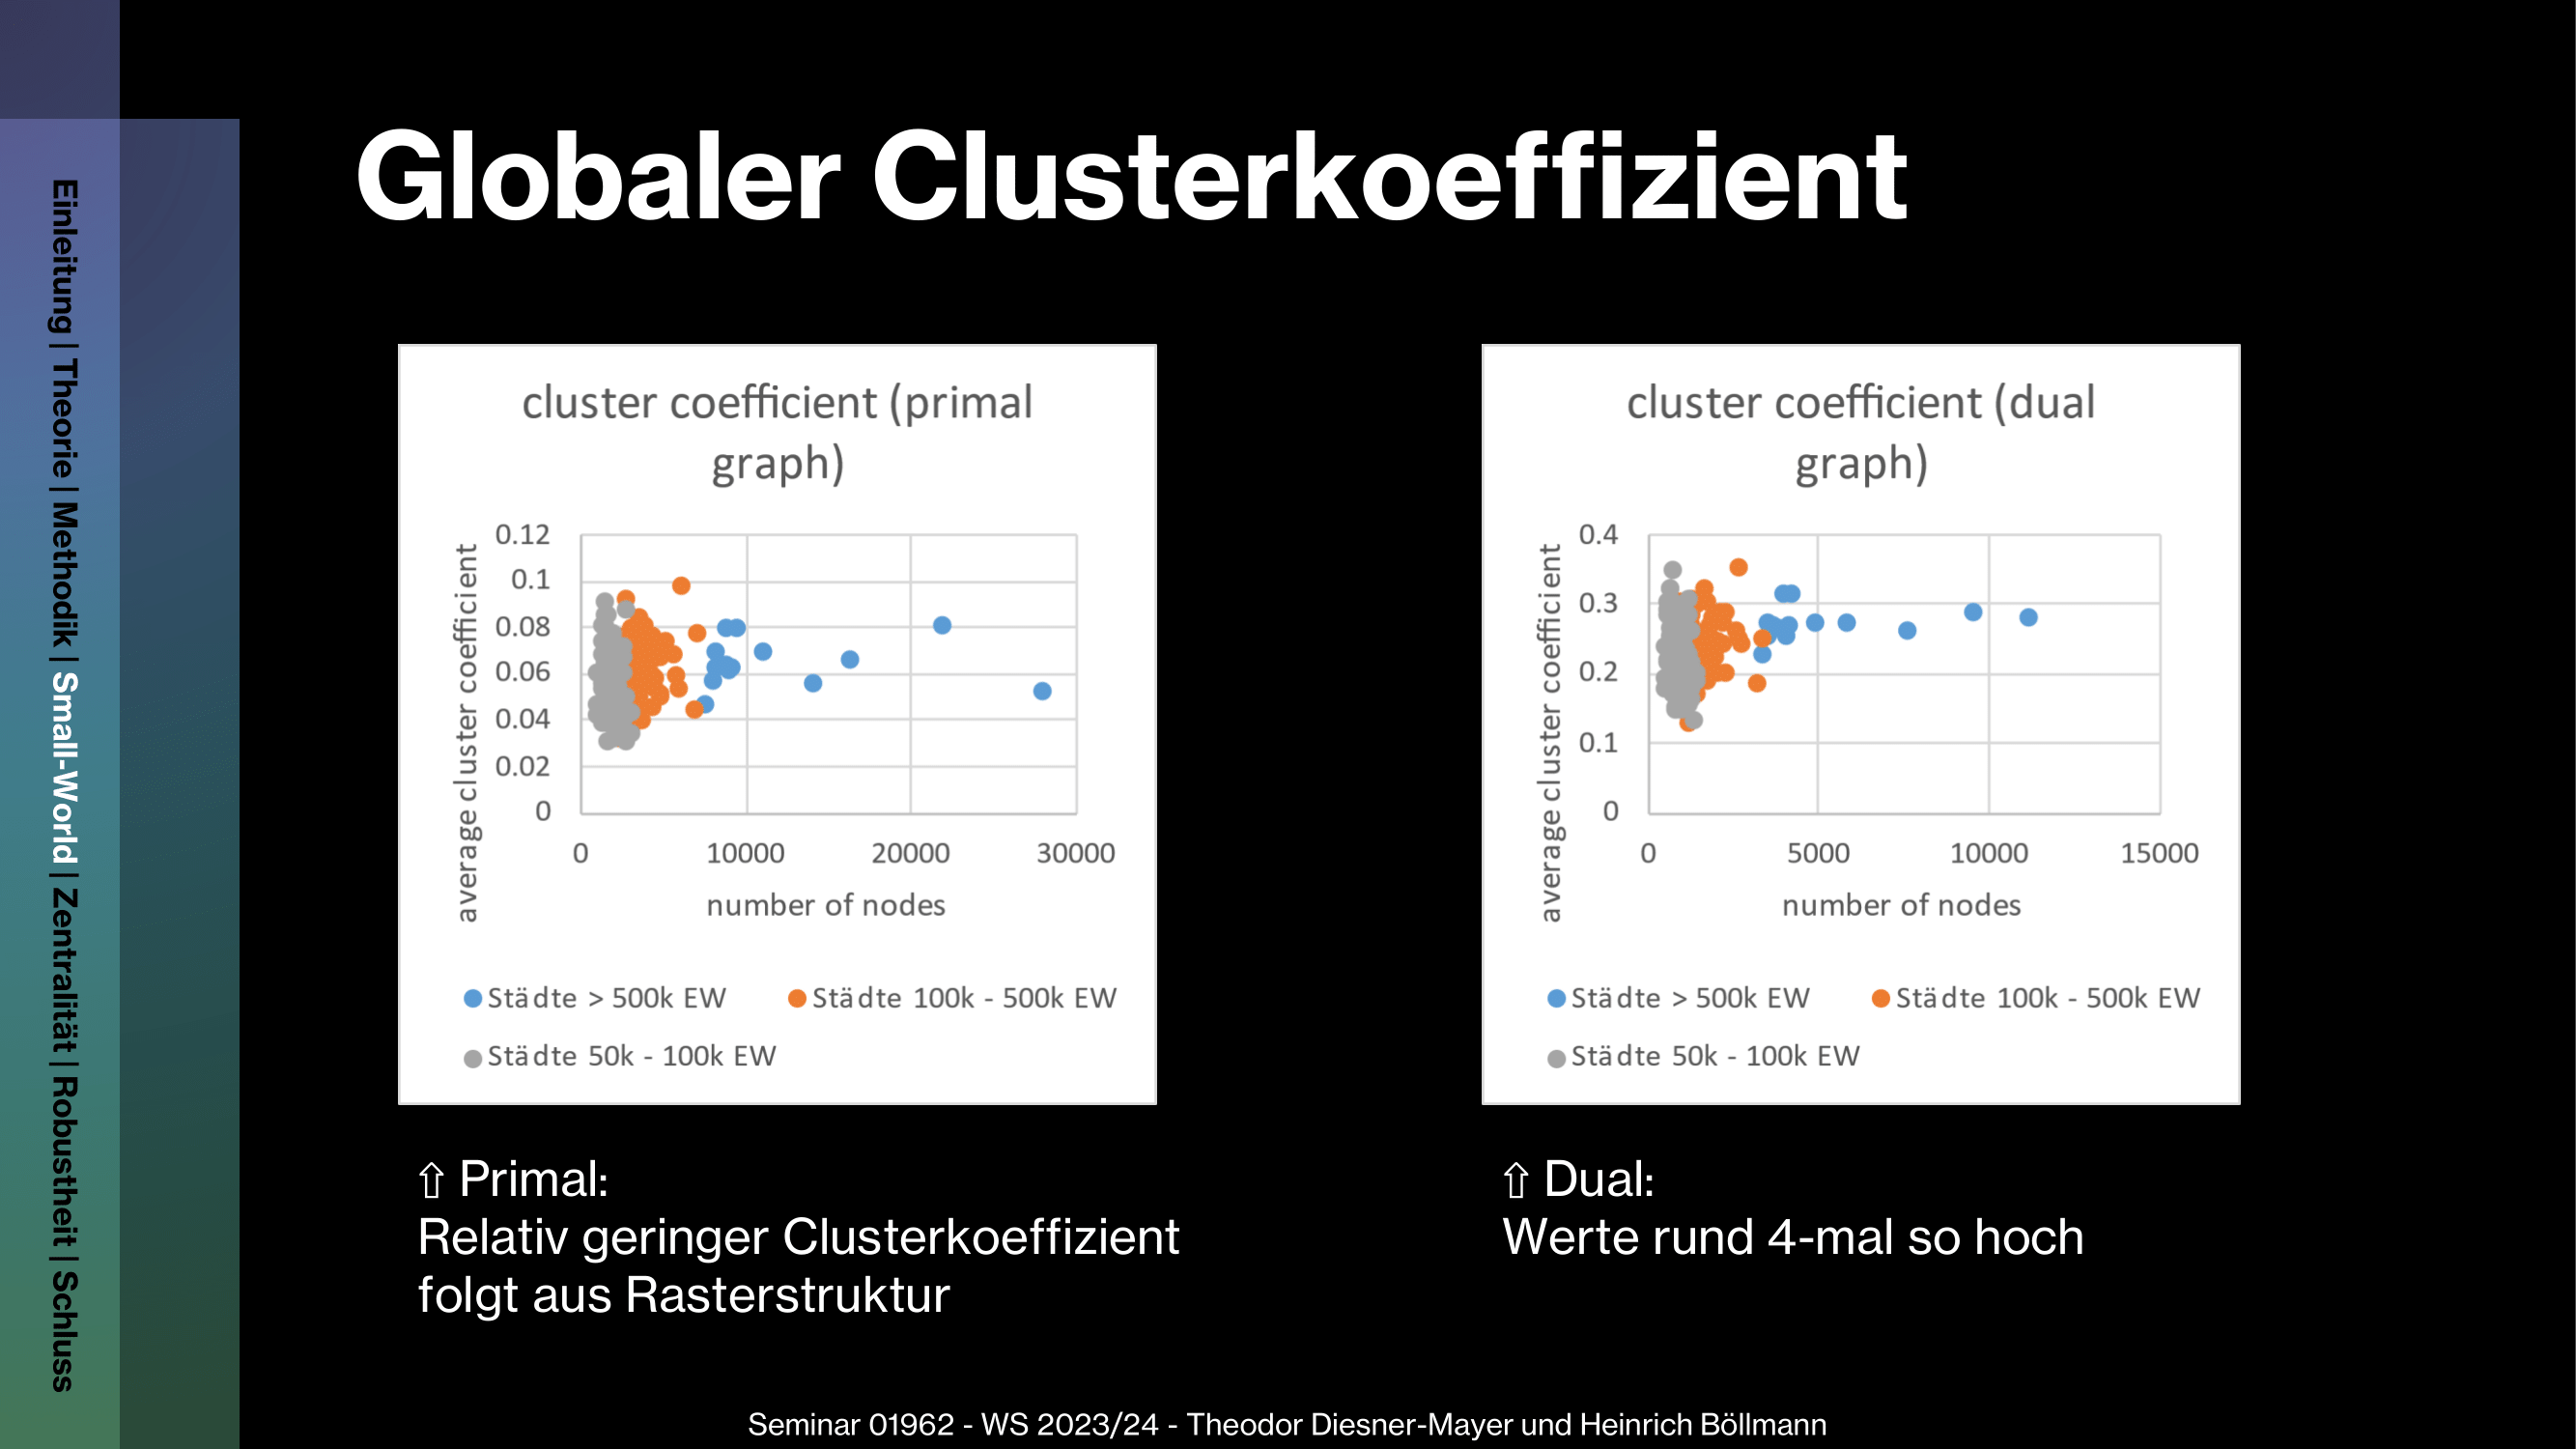 Einleitung | Theorie | Methodik | Small-World | Zentralität | Robustheit | Schluss
Globaler Clusterkoeffizient
cluster coefficient (primal
graph)
average cluster coefficient
0.12
0.1
0.08
0.06
0.04
0.02
0
0 10000 20000 30000
number of nodes
Städte > 500k EW Städte 100k - 500k EW
Städte 50k - 100k EW
⇧ Primal:
Relativ geringer Clusterkoeffizient
folgt aus Rasterstruktur
cluster coefficient (dual
graph)
average cluster coefficient
0.4
0.3
0.2
0.1
0
0 5000 10000 15000
number of nodes
Städte > 500k EW Städte 100k - 500k EW
Städte 50k - 100k EW
⇧ Dual:
Werte rund 4-mal so hoch
Seminar 01962 - WS 2023/24 - Theodor Diesner-Mayer und Heinrich Böllmann